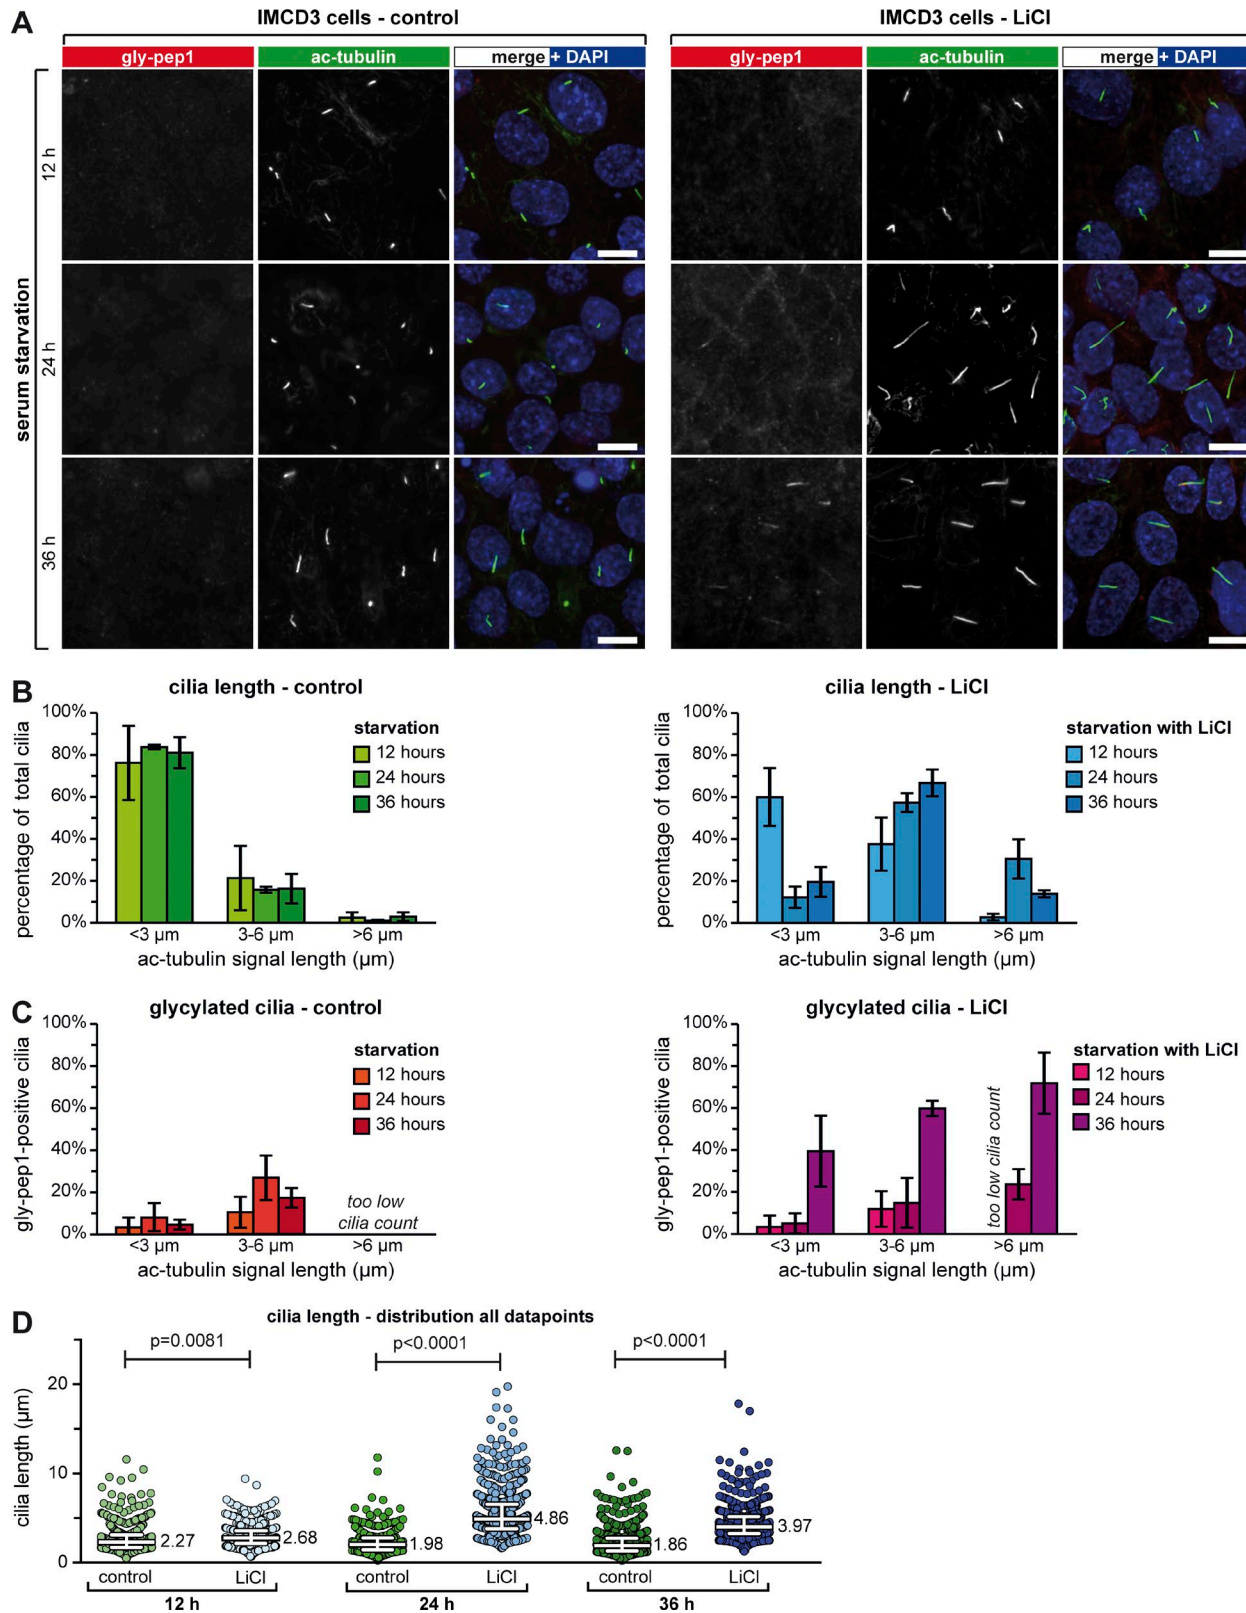 A
IMCD3 cells - control
IMCD3 cells - LiCl
gly-pep1
ac-tubulin
merge + DAPI
gly-pep1
ac-tubulin
merge + DAPI
serum starvation
12 h
24 h
36 h
B
cilia length - control
percentage of total cilia
100%
80%
60%
40%
20%
0%
starvation
12 hours
24 hours
36 hours
<3 µm
3-6 µm
>6 µm
ac-tubulin signal length (µm)
cilia length - LiCl
percentage of total cilia
100%
80%
60%
40%
20%
0%
starvation with LiCl
12 hours
24 hours
36 hours
<3 µm
3-6 µm
>6 µm
ac-tubulin signal length (µm)
C
glycylated cilia - control
gly-pep1-positive cilia
100%
80%
60%
40%
20%
0%
starvation
12 hours
24 hours
36 hours
too low
cilia count
<3 µm
3-6 µm
>6 µm
ac-tubulin signal length (µm)
glycylated cilia - LiCl
gly-pep1-positive cilia
100%
80%
60%
40%
20%
0%
starvation with LiCl
12 hours
24 hours
36 hours
too low cilia count
<3 µm
3-6 µm
>6 µm
ac-tubulin signal length (µm)
D
cilia length - distribution all datapoints
cilia length (µm)
20
10
0
p=0.0081
p<0.0001
p<0.0001
2.27
2.68
1.98
4.86
1.86
3.97
control
LiCl
control
LiCl
control
LiCl
12 h
24 h
36 h